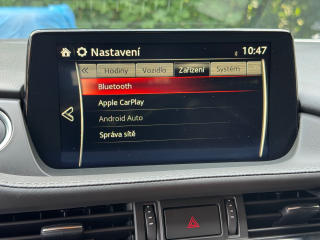 Nastavení 10:47
Hodiny Vozidlo Zařízení Systém
Bluetooth
Apple CarPlay
Android Auto
Správa sítě